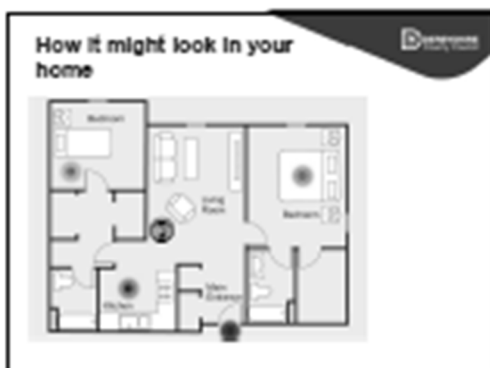 How it might look in your
home
Bedroom
Living
Room
Bedroom
Main
Entrance
Kitchen